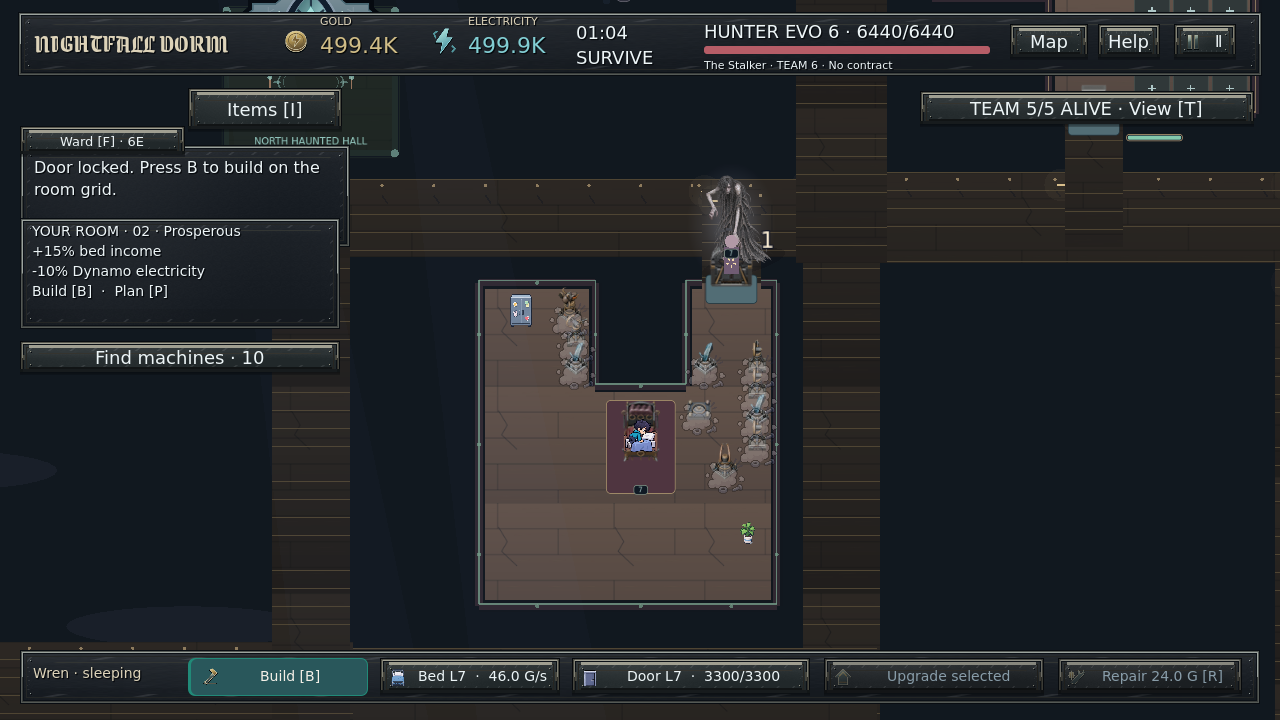 NIGHTFALL DORM
GOLD
499.4K
ELECTRICITY
499.9K
01:04
SURVIVE
HUNTER EVO 6 · 6440/6440
The Stalker · TEAM 6 · No contract
Map
Help
II
Items [I]
TEAM 5/5 ALIVE · View [T]
Ward [F] · 6E
NORTH HAUNTED HALL
Door locked. Press B to build on the
room grid.
YOUR ROOM · 02 · Prosperous
+15% bed income
-10% Dynamo electricity
Build [B] · Plan [P]
Find machines · 10
1
7
Wren · sleeping
Build [B]
Bed L7 · 46.0 G/s
Door L7 · 3300/3300
Upgrade selected
Repair 24.0 G [R]